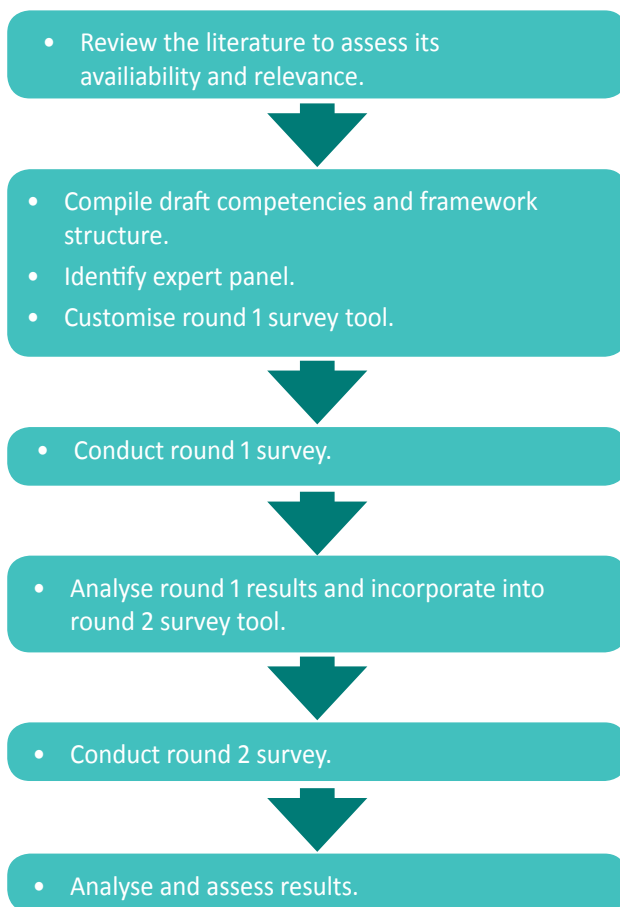 • Review the literature to assess its
availiability and relevance.
• Compile draft competencies and framework
structure.
• Identify expert panel.
• Customise round 1 survey tool.
• Conduct round 1 survey.
• Analyse round 1 results and incorporate into
round 2 survey tool.
• Conduct round 2 survey.
• Analyse and assess results.